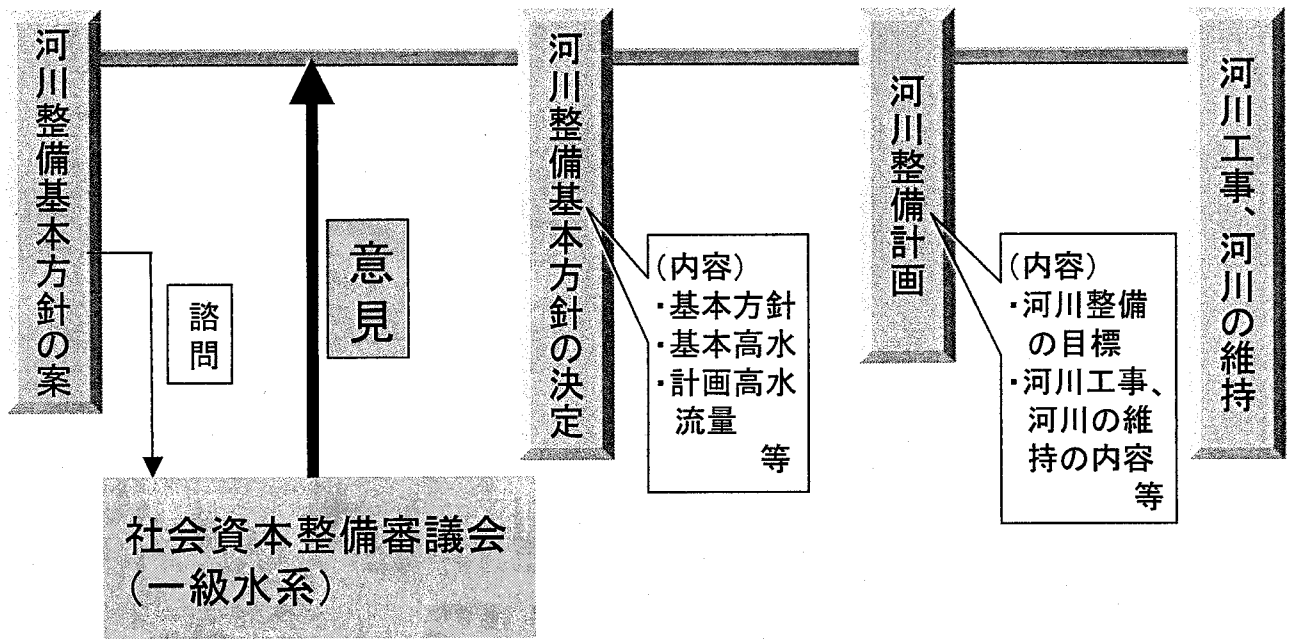 河川整備基本方針の案
諮問
意見
社会資本整備審議会
(一級水系)
河川整備基本方針の決定
(内容)
・基本方針
・基本高水
・計画高水
流量
等
河川整備計画
(内容)
・河川整備
の目標
・河川工事、
河川の維
持の内容
等
河川工事、河川の維持